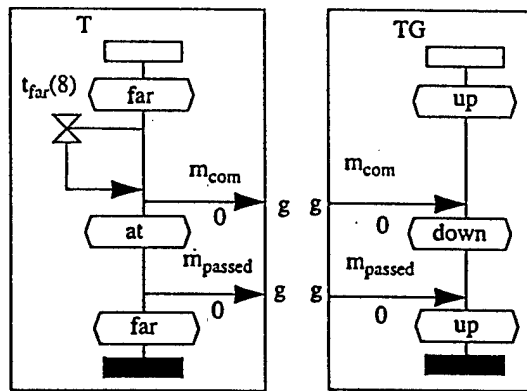 T
TG
t_far(8)
far
up
m_com
m_com
0
g
g
0
at
down
m_passed
m_passed
0
g
g
0
far
up